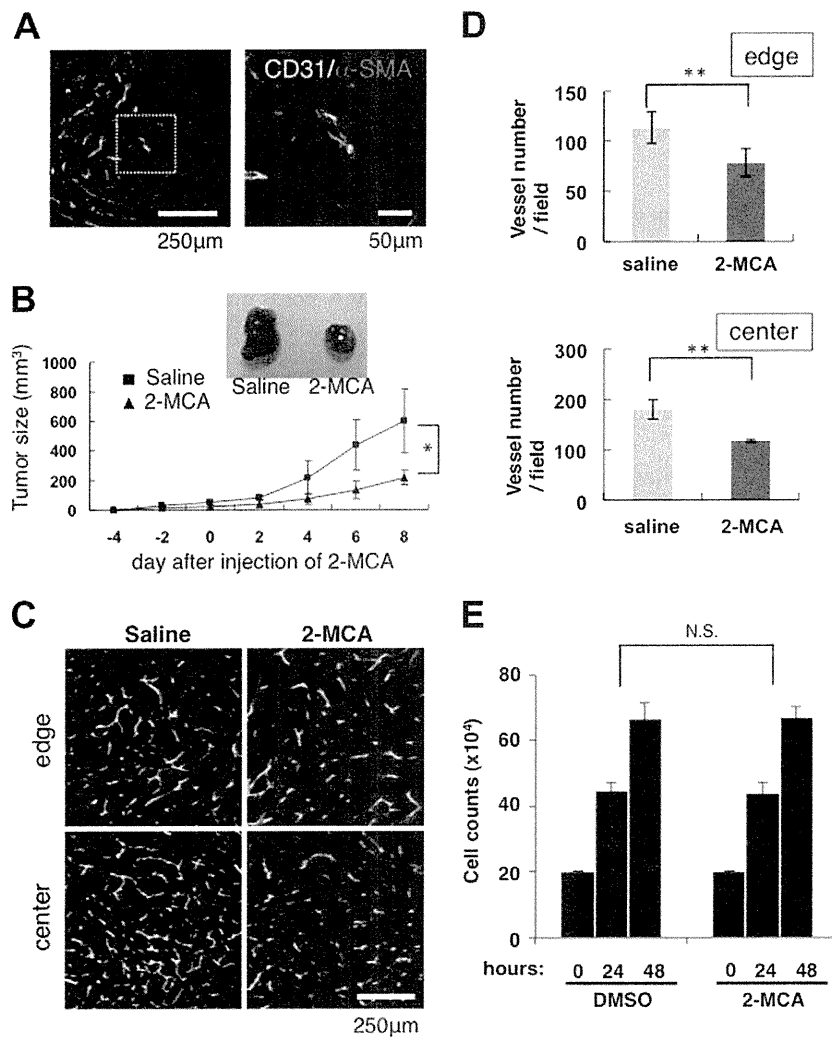 A
CD31/α-SMA
250μm
50μm
B
1000
800
600
400
200
0
Tumor size (mm³)
Saline
2-MCA
Saline 2-MCA
*
-4 -2 0 2 4 6 8
day after injection of 2-MCA
C
Saline 2-MCA
edge
center
250μm
D
edge
**
150
100
50
0
Vessel number
/ field
saline 2-MCA
center
**
300
200
100
0
Vessel number
/ field
saline 2-MCA
E
N.S.
80
60
40
20
0
Cell counts (x10⁴)
hours: 0 24 48 0 24 48
DMSO 2-MCA